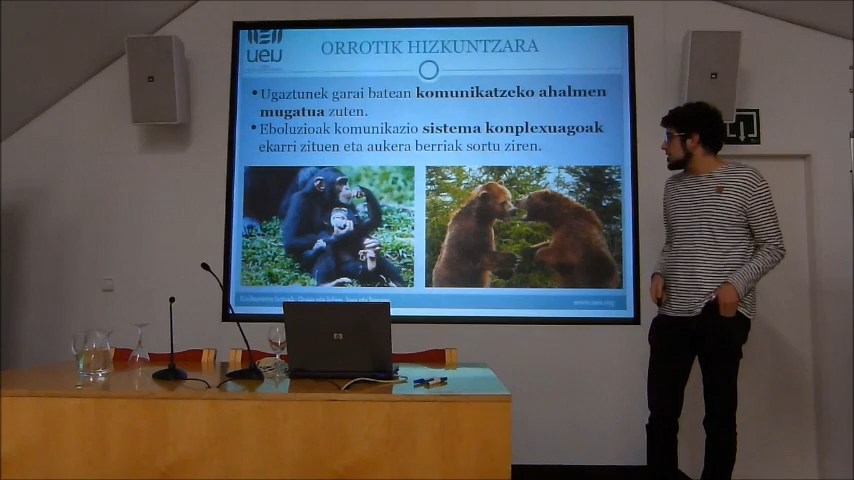 ueu
ORROTIK HIZKUNTZARA
• Ugaztunek garai batean komunikatzeko ahalmen
mugatua zuten.
• Eboluzioak komunikazio sistema konplexuagoak
ekarri zituen eta aukera berriak sortu ziren.
www.ueu.org
hp